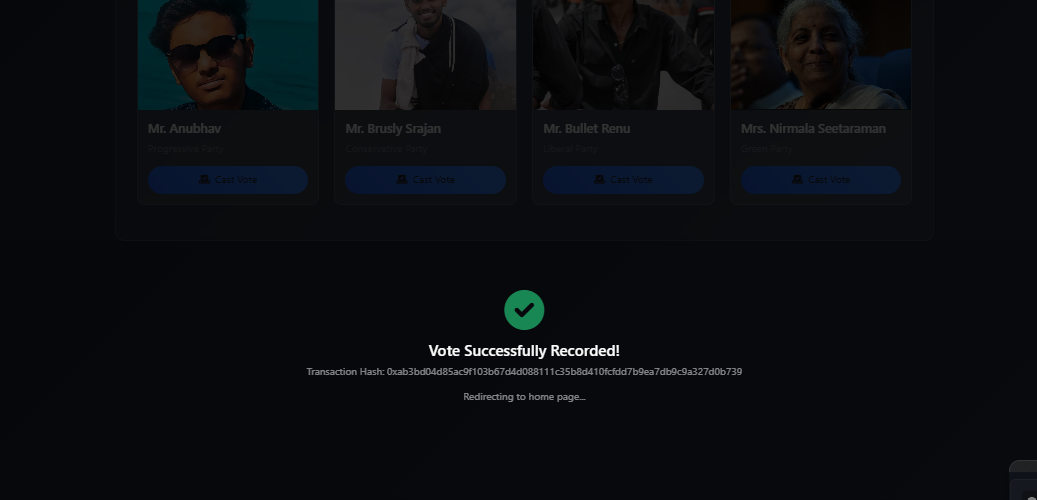 Mr. Anubhav
Progressive Party
Cast Vote
Mr. Brusly Srajan
Conservative Party
Cast Vote
Mr. Bullet Renu
Liberal Party
Cast Vote
Mrs. Nirmala Seetaraman
Green Party
Cast Vote
Vote Successfully Recorded!
Transaction Hash: 0xab3bd04d85ac9f103b67d4d088111c35b8d410fcfdd7b9ea7db9c9a327d0b739
Redirecting to home page...